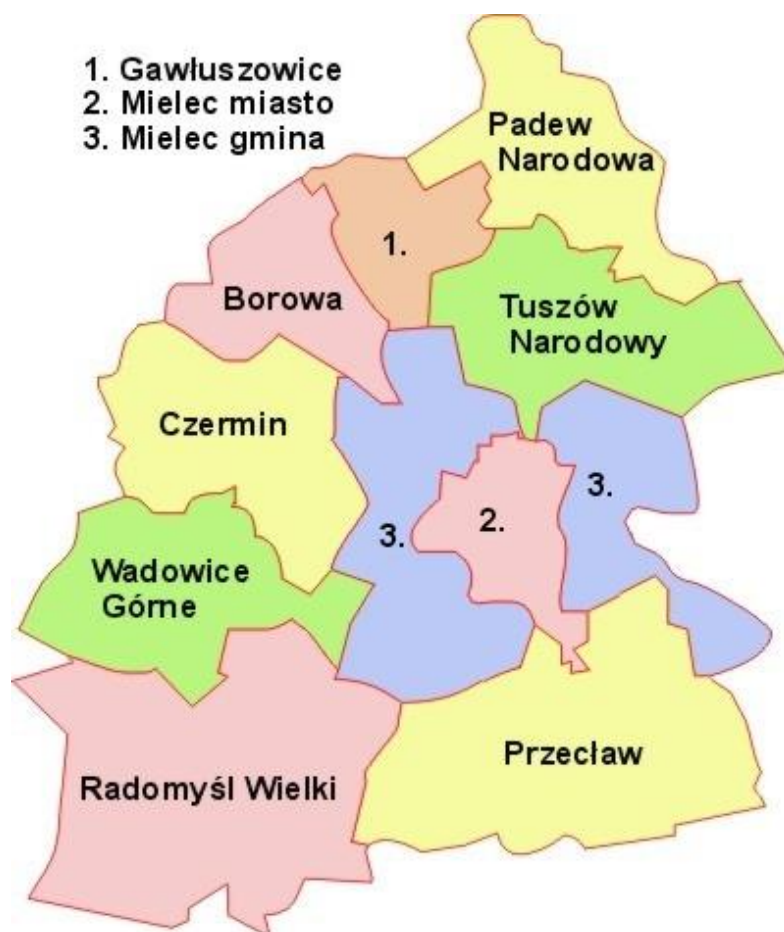 1. Gawłuszowice
2. Mielec miasto
3. Mielec gmina
Padew
Narodowa
1.
Borowa
Tuszów
Narodowy
Czermin
3.
2.
3.
Wadowice
Górne
Przecław
Radomyśl Wielki